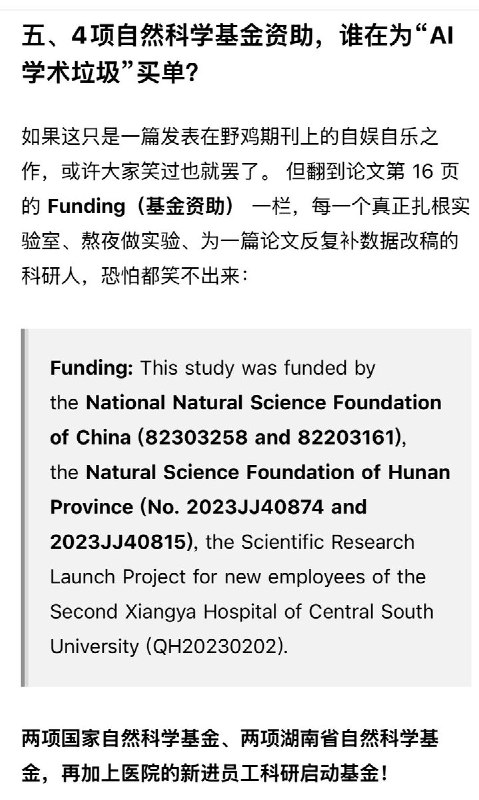 五、4项自然科学基金资助，谁在为“AI
学术垃圾”买单？
如果这只是一篇发表在野鸡期刊上的自娱自乐之
作，或许大家笑过也就罢了。 但翻到论文第 16 页
的 Funding（基金资助） 一栏，每一个真正扎根实
验室、熬夜做实验、为一篇论文反复补数据改稿的
科研人，恐怕都笑不出来：
Funding: This study was funded by
the National Natural Science Foundation
of China (82303258 and 82203161),
the Natural Science Foundation of Hunan
Province (No. 2023JJ40874 and
2023JJ40815), the Scientific Research
Launch Project for new employees of the
Second Xiangya Hospital of Central South
University (QH20230202).
两项国家自然科学基金、两项湖南省自然科学基
金，再加上医院的新进员工科研启动基金！